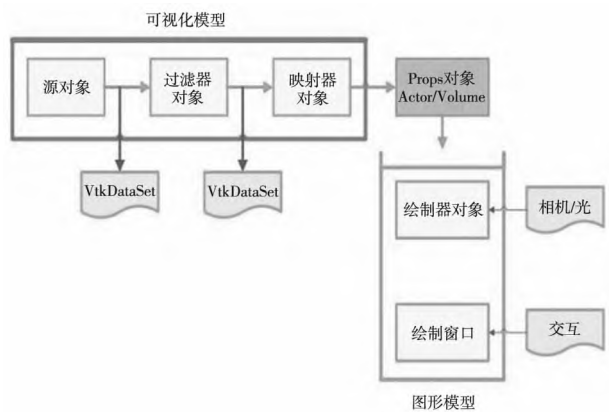 可视化模型
源对象
过滤器
对象
映射器
对象
Props对象
Actor/Volume
VtkDataSet
VtkDataSet
绘制器对象
相机/光
绘制窗口
交互
图形模型